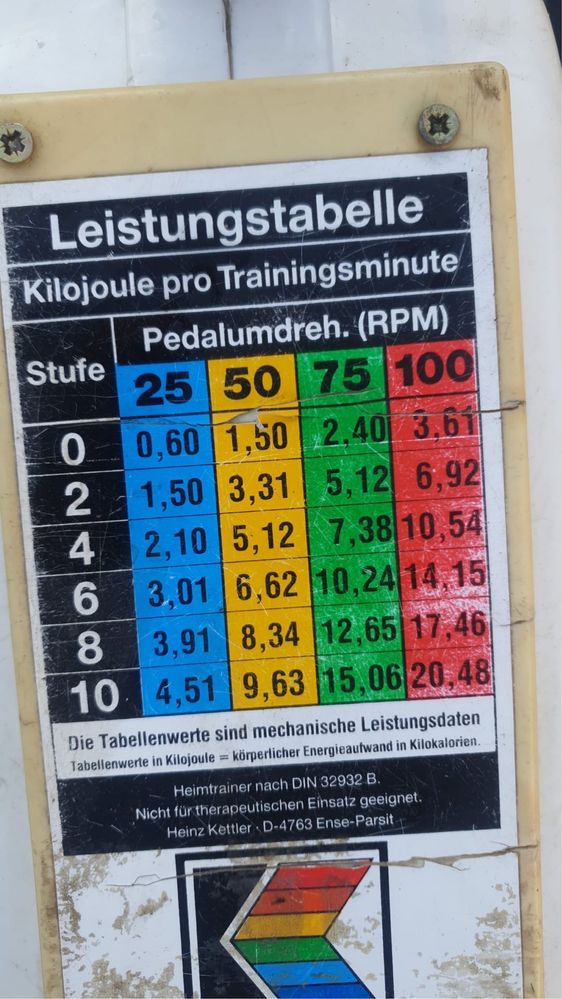 Leistungstabelle
Kilojoule pro Trainingsminute
Stufe Pedalumdreh. (RPM)
25 50 75 100
0 0,60 1,50 2,40 3,61
2 1,50 3,31 5,12 6,92
4 2,10 5,12 7,38 10,54
6 3,01 6,62 10,24 14,15
8 3,91 8,34 12,65 17,46
10 4,51 9,63 15,06 20,48
Die Tabellenwerte sind mechanische Leistungsdaten
Tabellenwerte in Kilojoule = körperlicher Energieaufwand in Kilokalorien.
Heimtrainer nach DIN 32932 B.
Nicht für therapeutischen Einsatz geeignet.
Heinz Kettler · D-4763 Ense-Parsit